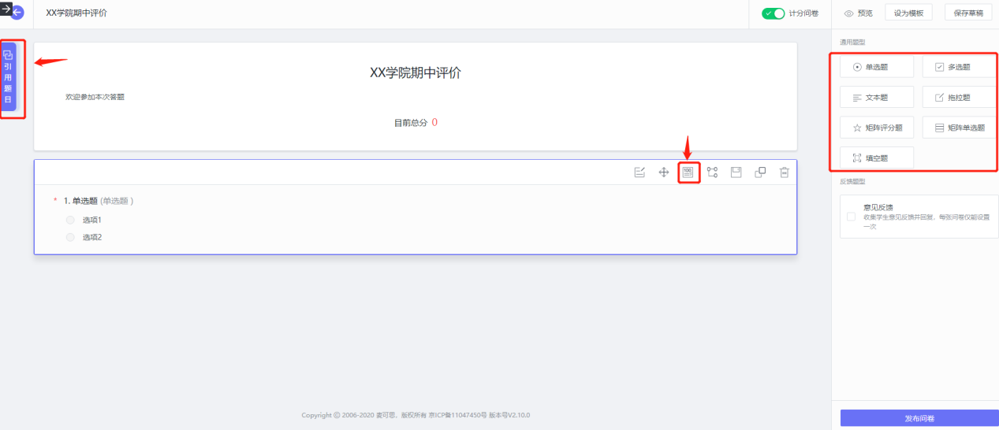 XX学院期中评价
计分问卷
预览
设为模板
保存草稿
引用题目
XX学院期中评价
欢迎参加本次答题
目前总分 0
100
* 1. 单选题 (单选题 )
选项1
选项2
通用题型
单选题
多选题
文本题
拖拉题
矩阵评分题
矩阵单选题
填空题
反馈题型
意见反馈
收集学生意见反馈并回复，每张问卷仅能设置
一次
Copyright © 2006-2020 麦可思，版权所有 京ICP备11047450号 版本号V2.10.0
发布问卷